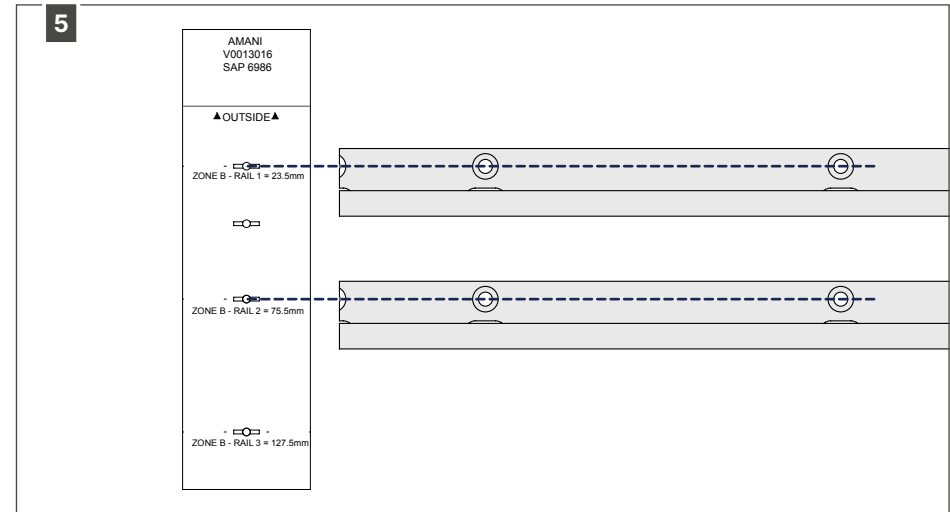 5
AMANI
V0013016
SAP 6986
▲OUTSIDE▲
ZONE B - RAIL 1 = 23.5mm
ZONE B - RAIL 2 = 75.5mm
ZONE B - RAIL 3 = 127.5mm